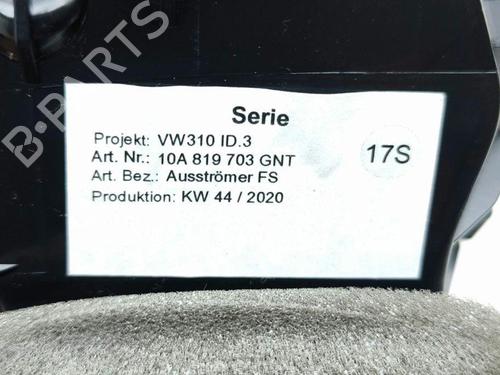 B-PARTS
Serie
Projekt: VW310 ID.3
Art. Nr.: 10A 819 703 GNT
17S
Art. Bez.: Ausströmer FS
Produktion: KW 44 / 2020